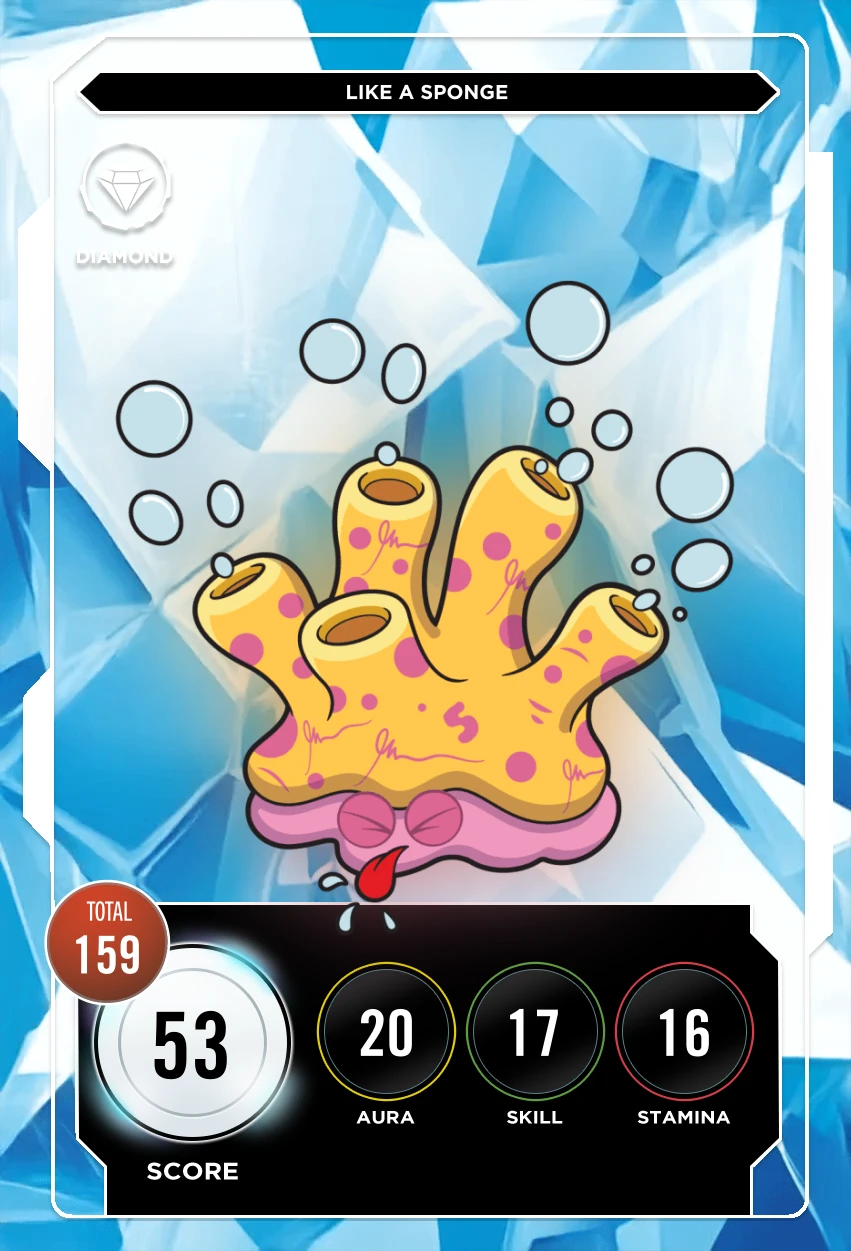 LIKE A SPONGE
DIAMOND
TOTAL
159
53
SCORE
20
AURA
17
SKILL
16
STAMINA